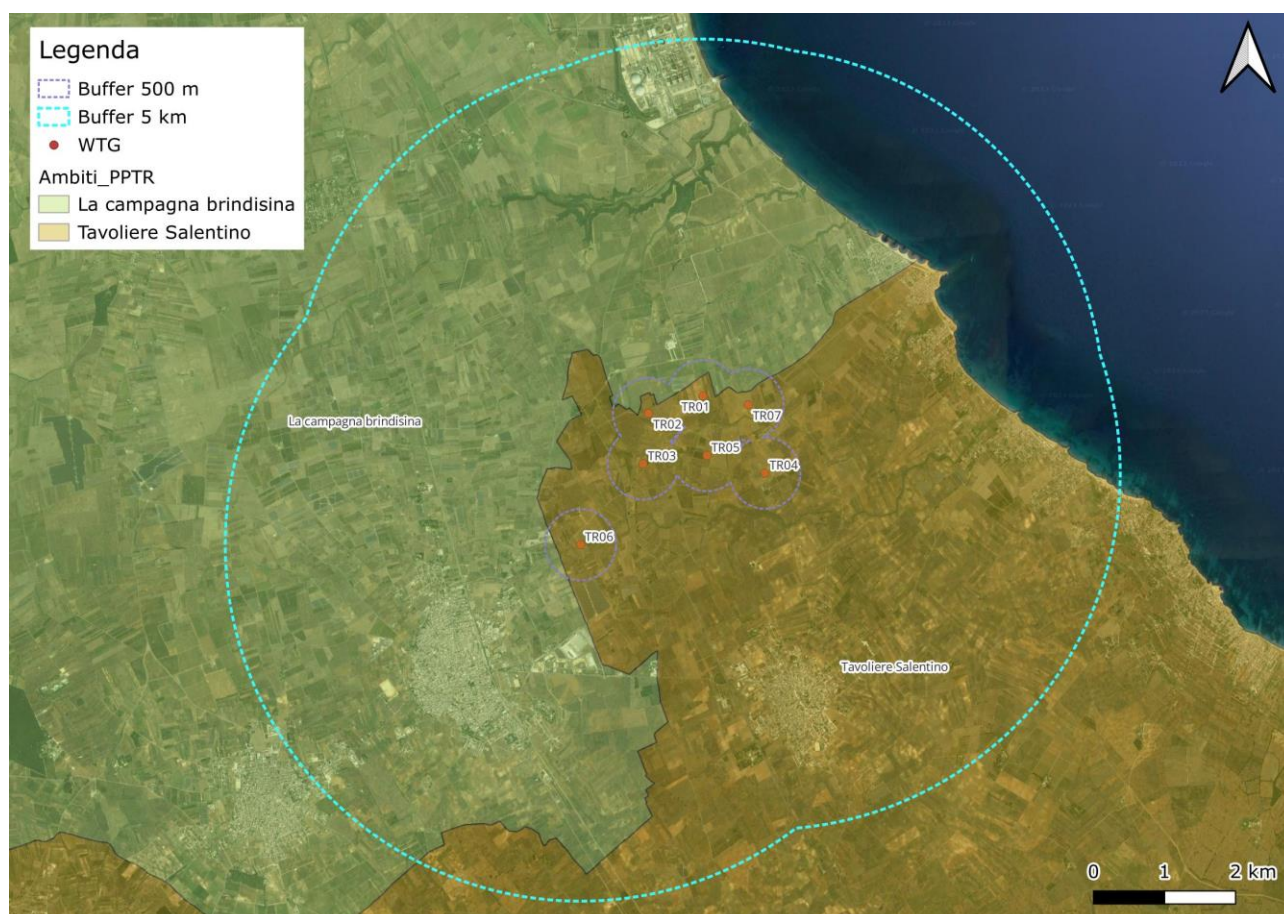 Legenda
Buffer 500 m
Buffer 5 km
WTG
Ambiti_PPTR
La campagna brindisina
Tavoliere Salentino
TR01
TR07
TR02
La campagna brindisina
TR05
TR03
TR04
TR06
Tavoliere Salentino
0 1 2 km